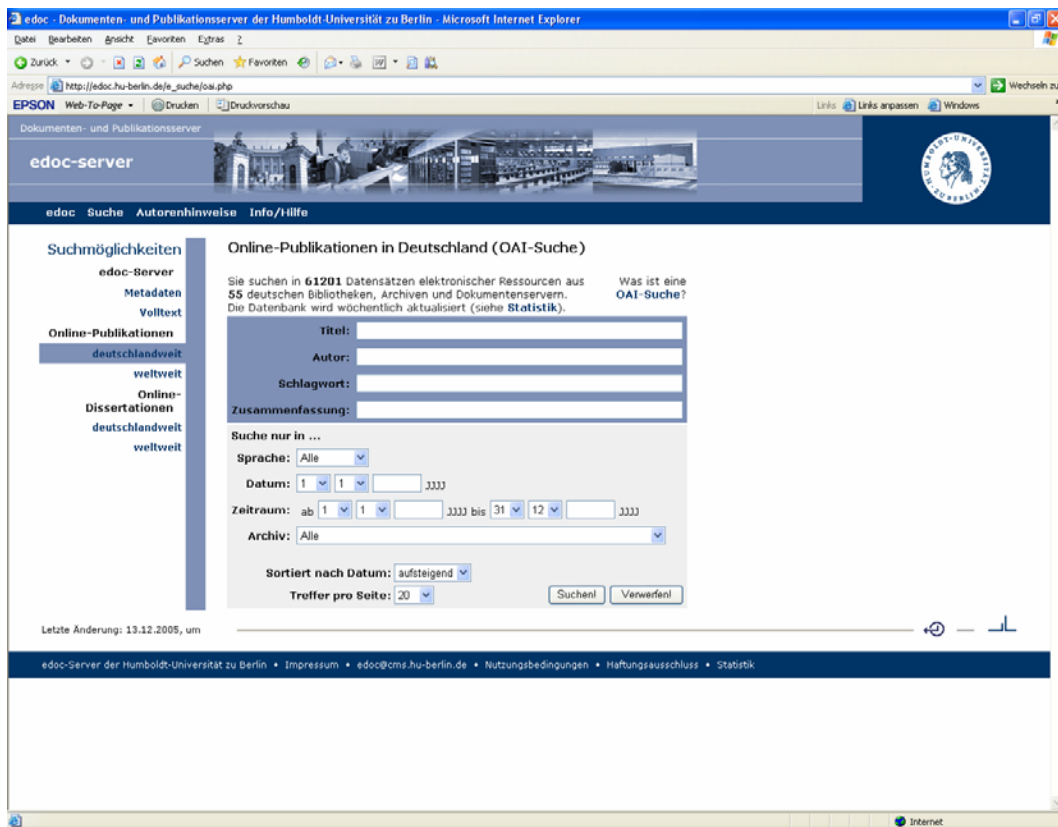 edoc - Dokumenten- und Publikationsserver der Humboldt-Universität zu Berlin - Microsoft Internet Explorer
Datei Bearbeiten Ansicht Favoriten Extras ?
Zurück Suchen Favoriten
Adresse http://edoc.hu-berlin.de/e_suche/oai.php Wechseln zu
EPSON Web-To-Page Drucken Druckvorschau Links Links anpassen Windows
Dokumenten- und Publikationsserver
edoc-server
HUMBOLDT-UNIVERSITÄT ZU BERLIN
edoc Suche Autorenhinweise Info/Hilfe
Suchmöglichkeiten
edoc-Server
Metadaten
Volltext
Online-Publikationen
deutschlandweit
weltweit
Online-
Dissertationen
deutschlandweit
weltweit
Online-Publikationen in Deutschland (OAI-Suche)
Sie suchen in 61201 Datensätzen elektronischer Ressourcen aus
55 deutschen Bibliotheken, Archiven und Dokumentenservern.
Die Datenbank wird wöchentlich aktualisiert (siehe Statistik).
Was ist eine
OAI-Suche?
Titel:
Autor:
Schlagwort:
Zusammenfassung:
Suche nur in ...
Sprache: Alle
Datum: 1 1 JJJJ
Zeitraum: ab 1 1 JJJJ bis 31 12 JJJJ
Archiv: Alle
Sortiert nach Datum: aufsteigend
Treffer pro Seite: 20 Suchen! Verwerfen!
Letzte Änderung: 13.12.2005, um
edoc-Server der Humboldt-Universität zu Berlin • Impressum • edoc@cms.hu-berlin.de • Nutzungsbedingungen • Haftungsausschluss • Statistik
Internet